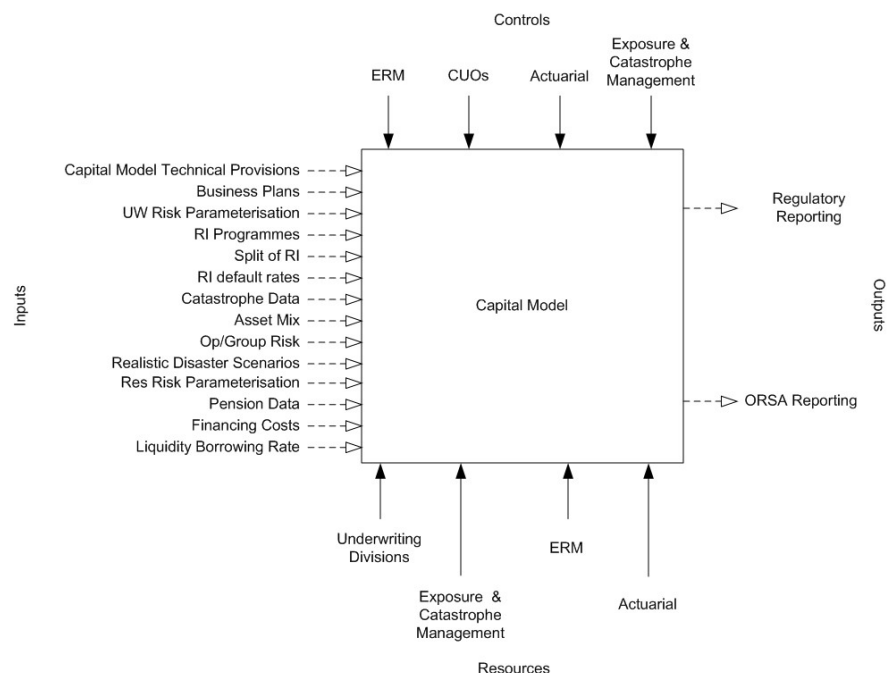 Controls
ERM
CUOs
Actuarial
Exposure &
Catastrophe
Management
Capital Model Technical Provisions
Business Plans
UW Risk Parameterisation
RI Programmes
Split of RI
RI default rates
Catastrophe Data
Asset Mix
Op/Group Risk
Realistic Disaster Scenarios
Res Risk Parameterisation
Pension Data
Financing Costs
Liquidity Borrowing Rate
Inputs
Capital Model
Regulatory
Reporting
ORSA Reporting
Outputs
Underwriting
Divisions
Exposure &
Catastrophe
Management
ERM
Actuarial
Resources